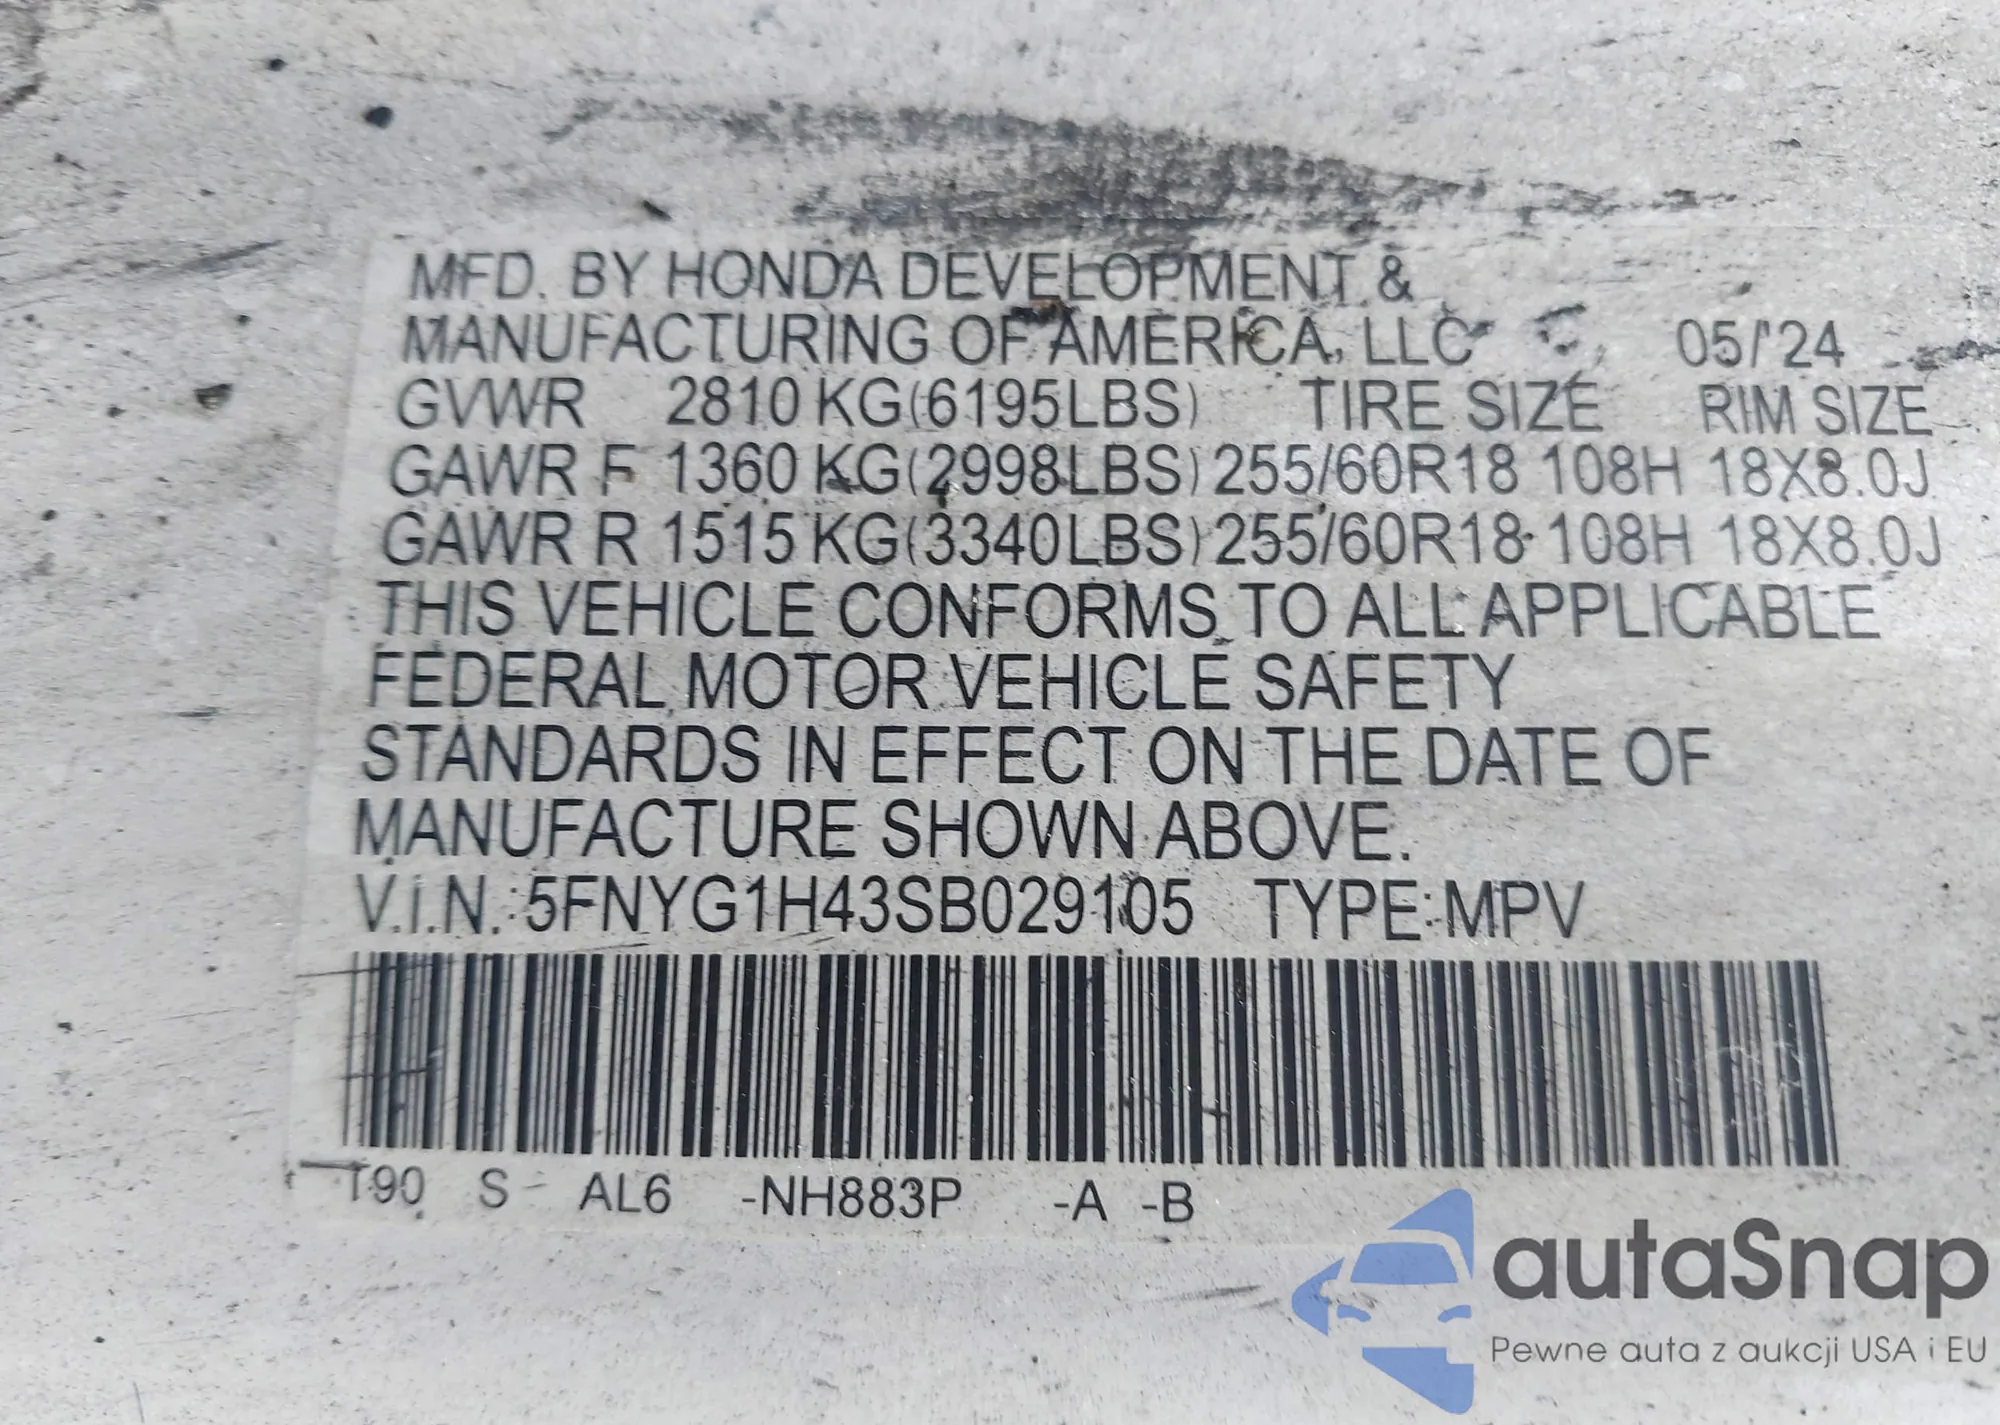 MFD. BY HONDA DEVELOPMENT &
MANUFACTURING OF AMERICA, LLC 05/'24
GVWR 2810 KG(6195LBS) TIRE SIZE RIM SIZE
GAWR F 1360 KG(2998LBS) 255/60R18 108H 18X8.0J
GAWR R 1515 KG(3340LBS) 255/60R18 108H 18X8.0J
THIS VEHICLE CONFORMS TO ALL APPLICABLE
FEDERAL MOTOR VEHICLE SAFETY
STANDARDS IN EFFECT ON THE DATE OF
MANUFACTURE SHOWN ABOVE.
V.I.N.: 5FNYG1H43SB029105 TYPE:MPV
T90 S- AL6 -NH883P -A -B
autaSnap
Pewne auta z aukcji USA i EU